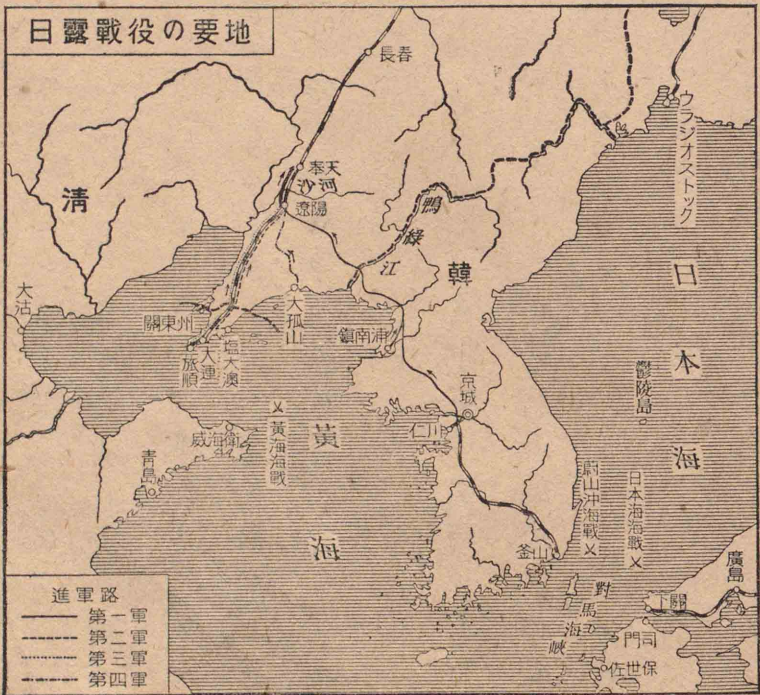 日露戰役の要地
長春
ウラジオストック
奉天
沙河
遼陽
淸
鴨綠江
韓
日本海
大沽
關東州
大連
旅順
塩大澳
大孤山
鎭南浦
京城
仁川
鬱陵島
威海衛
靑島
黃海海戰
黃海
蔚山沖海戰
日本海海戰
釜山
對馬海峽
廣島
下關
門司
佐世保
進軍路
第一軍
第二軍
第三軍
第四軍